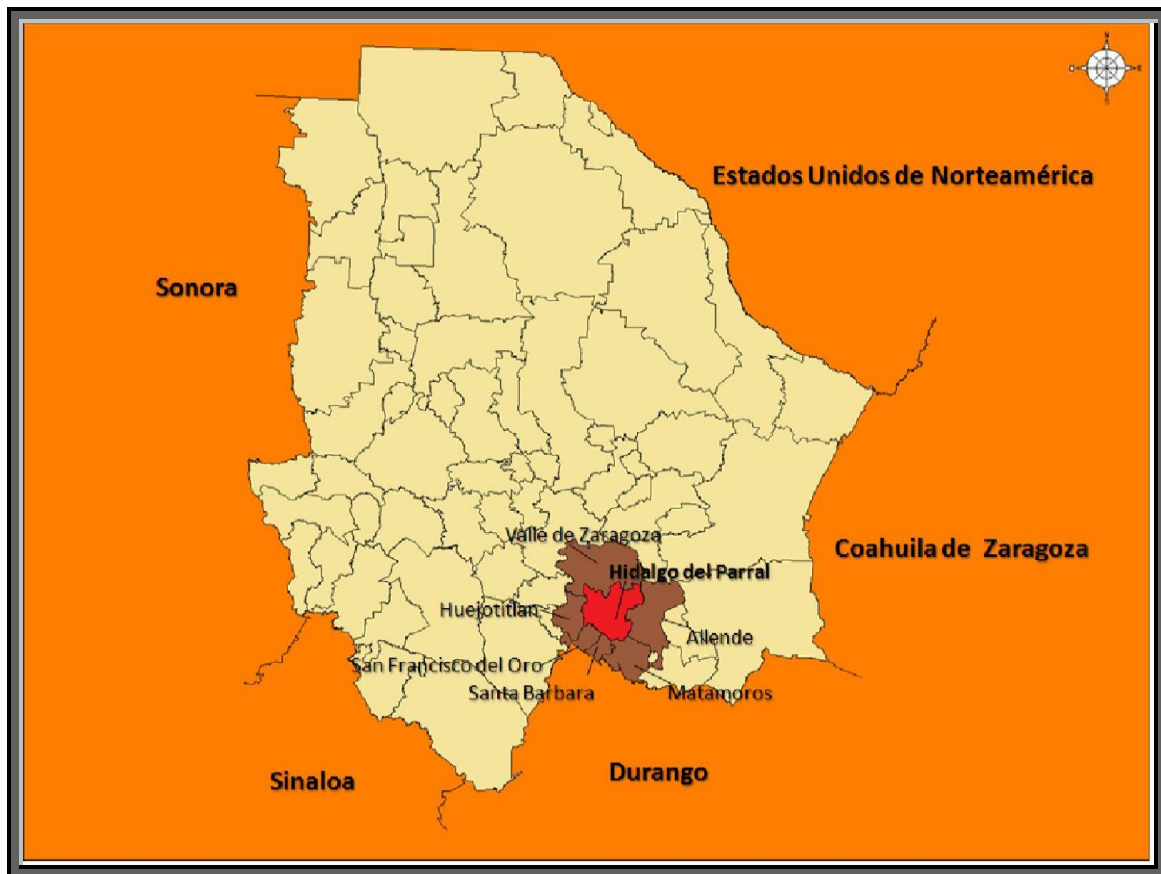 Estados Unidos de Norteamérica
Sonora
Valle de Zaragoza
Coahuila de Zaragoza
Hidalgo del Parral
Huejotitlan
Allende
San Francisco del Oro
Santa Barbara
Matamoros
Durango
Sinaloa